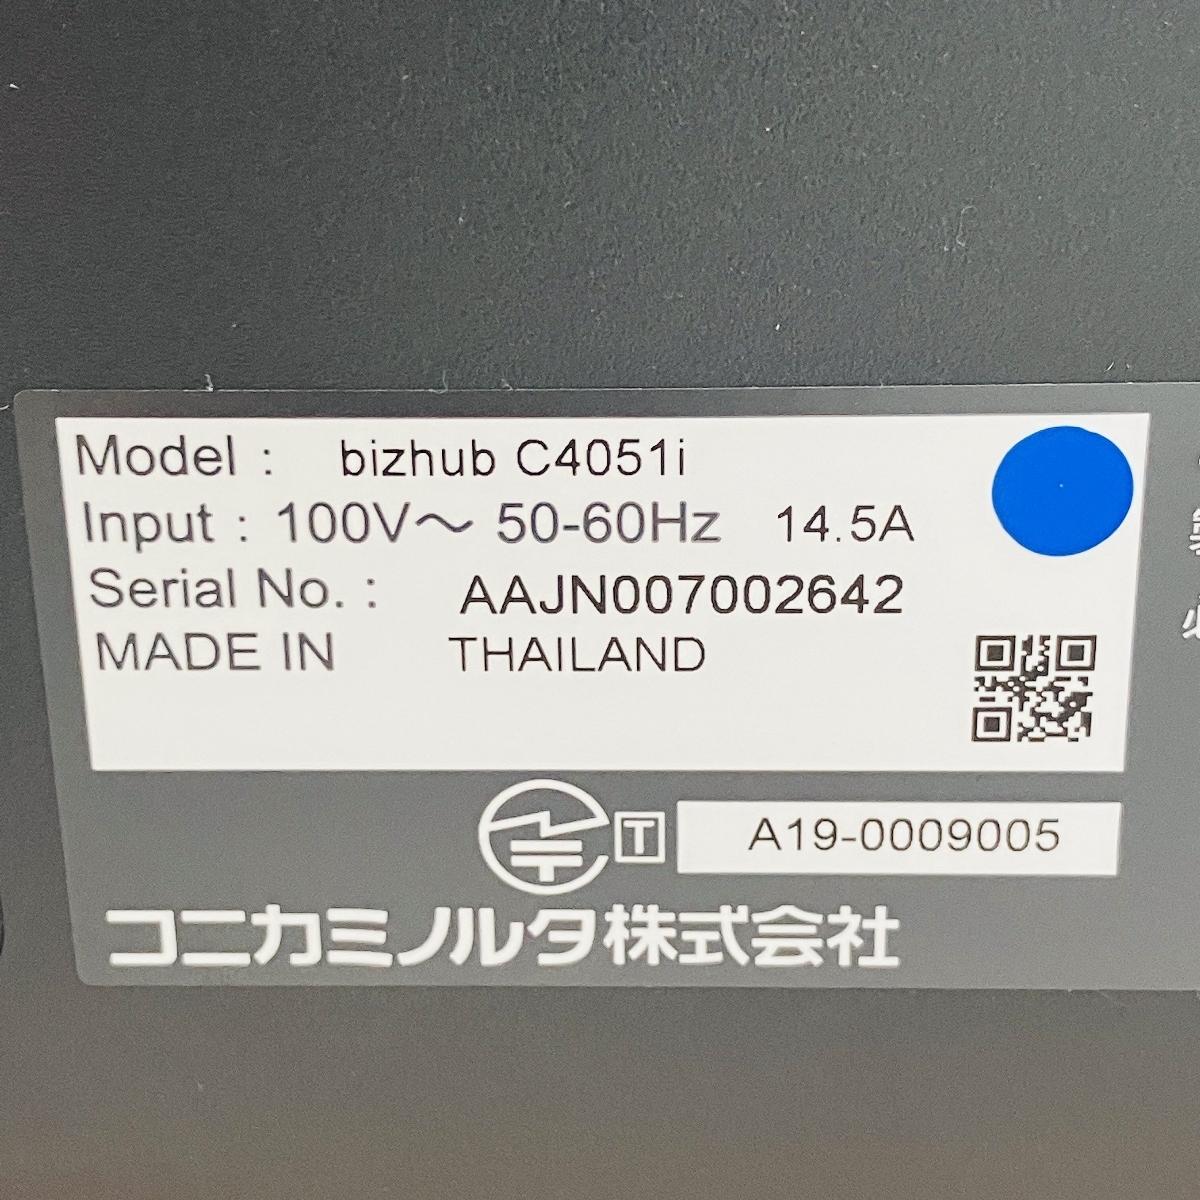 Model : bizhub C4051i
Input : 100V～ 50-60Hz 14.5A
Serial No. : AAJN007002642
MADE IN THAILAND
T A19-0009005
コニカミノルタ株式会社